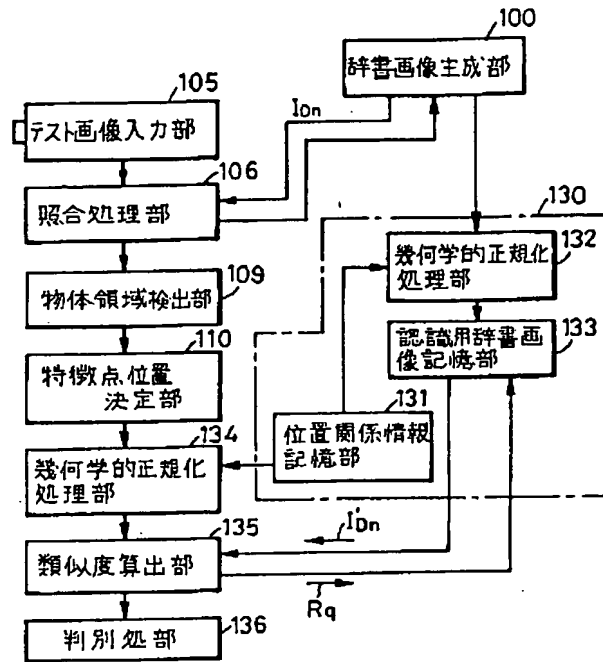 100
辞書画像生成部
105
テスト画像入力部
IDn
106
照合処理部
130
132
幾何学的正規化
処理部
109
物体領域検出部
133
認識用辞書画
像記憶部
110
特徴点位置
決定部
131
位置関係情報
記憶部
134
幾何学的正規化
処理部
I'Dn
135
類似度算出部
Rq
136
判別処部